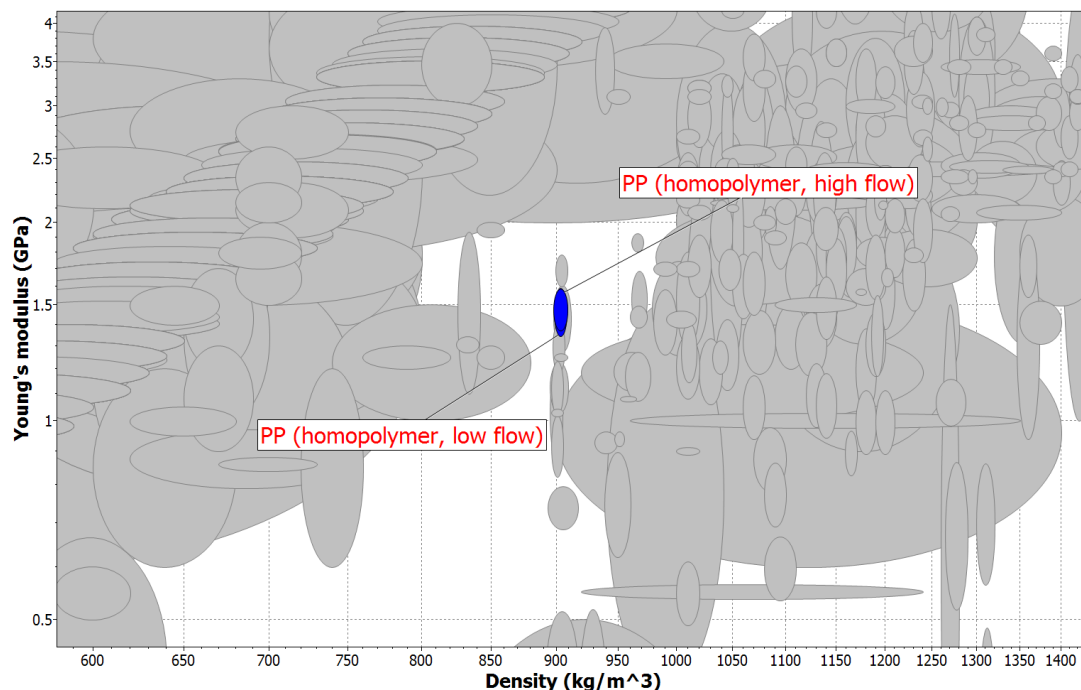 4
3.5
3
2.5
2
1.5
1
0.5
Young's modulus (GPa)
PP (homopolymer, high flow)
PP (homopolymer, low flow)
600 650 700 750 800 850 900 950 1000 1050 1100 1150 1200 1250 1300 1350 1400
Density (kg/m^3)